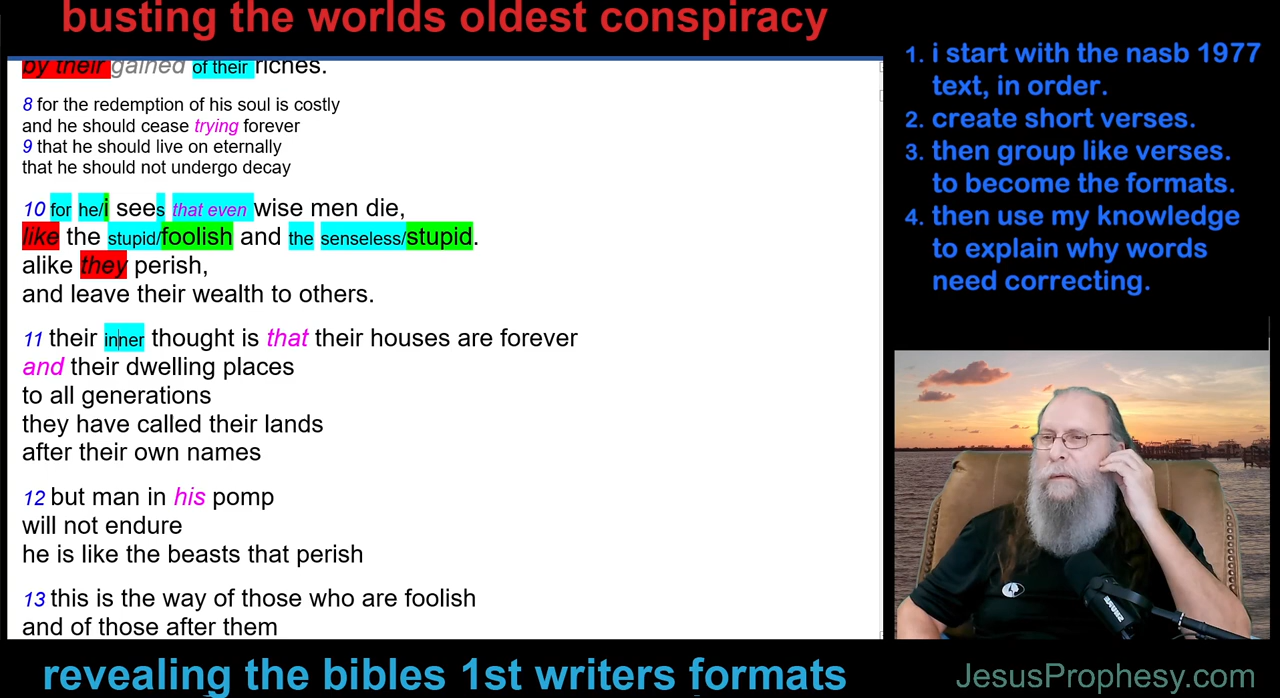 busting the worlds oldest conspiracy
by their gained of their riches.
8 for the redemption of his soul is costly
and he should cease trying forever
9 that he should live on eternally
that he should not undergo decay
10 for he/i sees that even wise men die,
like the stupid/foolish and the senseless/stupid.
alike they perish,
and leave their wealth to others.
11 their inner thought is that their houses are forever
and their dwelling places
to all generations
they have called their lands
after their own names
12 but man in his pomp
will not endure
he is like the beasts that perish
13 this is the way of those who are foolish
and of those after them
1. i start with the nasb 1977
text, in order.
2. create short verses.
3. then group like verses.
to become the formats.
4. then use my knowledge
to explain why words
need correcting.
revealing the bibles 1st writers formats
JesusProphesy.com